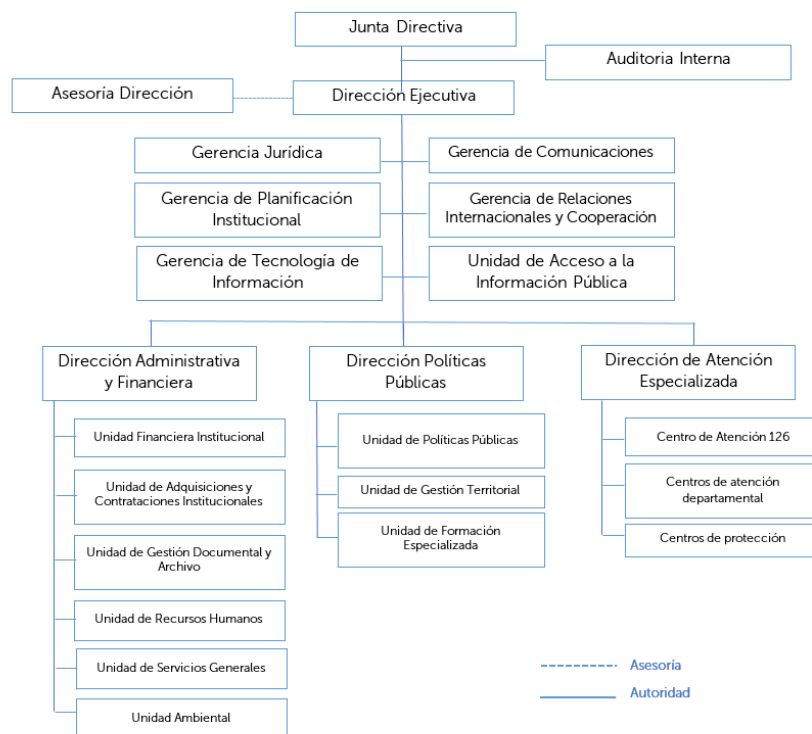 Junta Directiva
Auditoria Interna
Asesoría Dirección
Dirección Ejecutiva
Gerencia Jurídica
Gerencia de Comunicaciones
Gerencia de Planificación
Institucional
Gerencia de Relaciones
Internacionales y Cooperación
Gerencia de Tecnología de
Información
Unidad de Acceso a la
Información Pública
Dirección Administrativa
y Financiera
Dirección Políticas
Públicas
Dirección de Atención
Especializada
Unidad Financiera Institucional
Unidad de Adquisiciones y
Contrataciones Institucionales
Unidad de Gestión Documental y
Archivo
Unidad de Recursos Humanos
Unidad de Servicios Generales
Unidad Ambiental
Unidad de Políticas Públicas
Unidad de Gestión Territorial
Unidad de Formación
Especializada
Centro de Atención 126
Centros de atención
departamental
Centros de protección
Asesoría
Autoridad